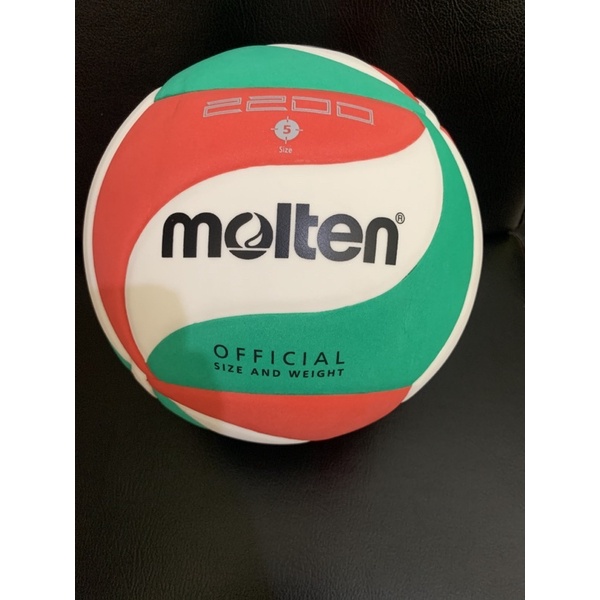 2200
5
Size
molten®
OFFICIAL
SIZE AND WEIGHT